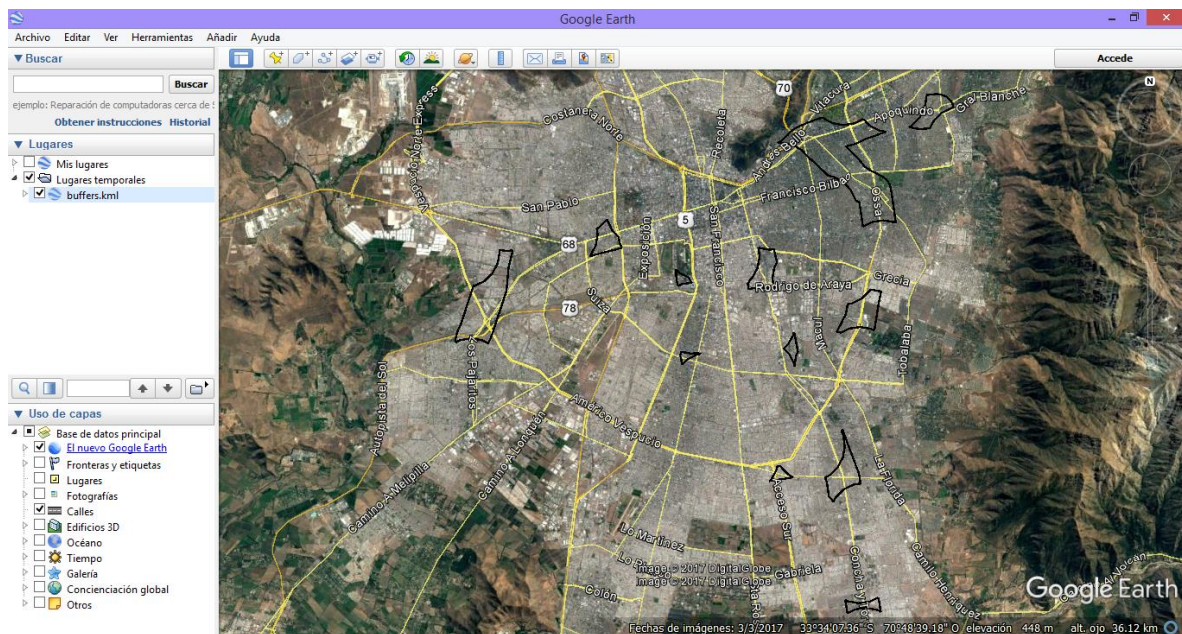 Google Earth
Archivo Editar Ver Herramientas Añadir Ayuda
Buscar
Buscar
ejemplo: Reparación de computadoras cerca de
Obtener instrucciones Historial
Lugares
Mis lugares
Lugares temporales
buffers.kml
Uso de capas
Base de datos principal
El nuevo Google Earth
Fronteras y etiquetas
Lugares
Fotografías
Calles
Edificios 3D
Océano
Tiempo
Galería
Concienciación global
Otros
Accede
N
70
Vitacura
Apoquindo
Gral Blanche
Costanera Norte
Recoleta
Andrés Bello
Francisco Bilbao
Ossa
San Pablo
5
68
Exposición
San Francisco
Grecia
Rodrigo de Araya
78
Suiza
Macul
Tobalaba
Los Pajaritos
Autopista del Sol
Américo Vespucio
Camino A Melipilla
Camino A Lonquén
La Florida
Acceso Sur
Lo Martínez
Gabriela
Colón
Camilo Henríquez
Image © 2017 DigitalGlobe
Image © 2017 DigitalGlobe
Google Earth
Fechas de imágenes: 3/3/2017 33°34'07.36" S 70°48'39.18" O elevación 448 m alt. ojo 36.12 km